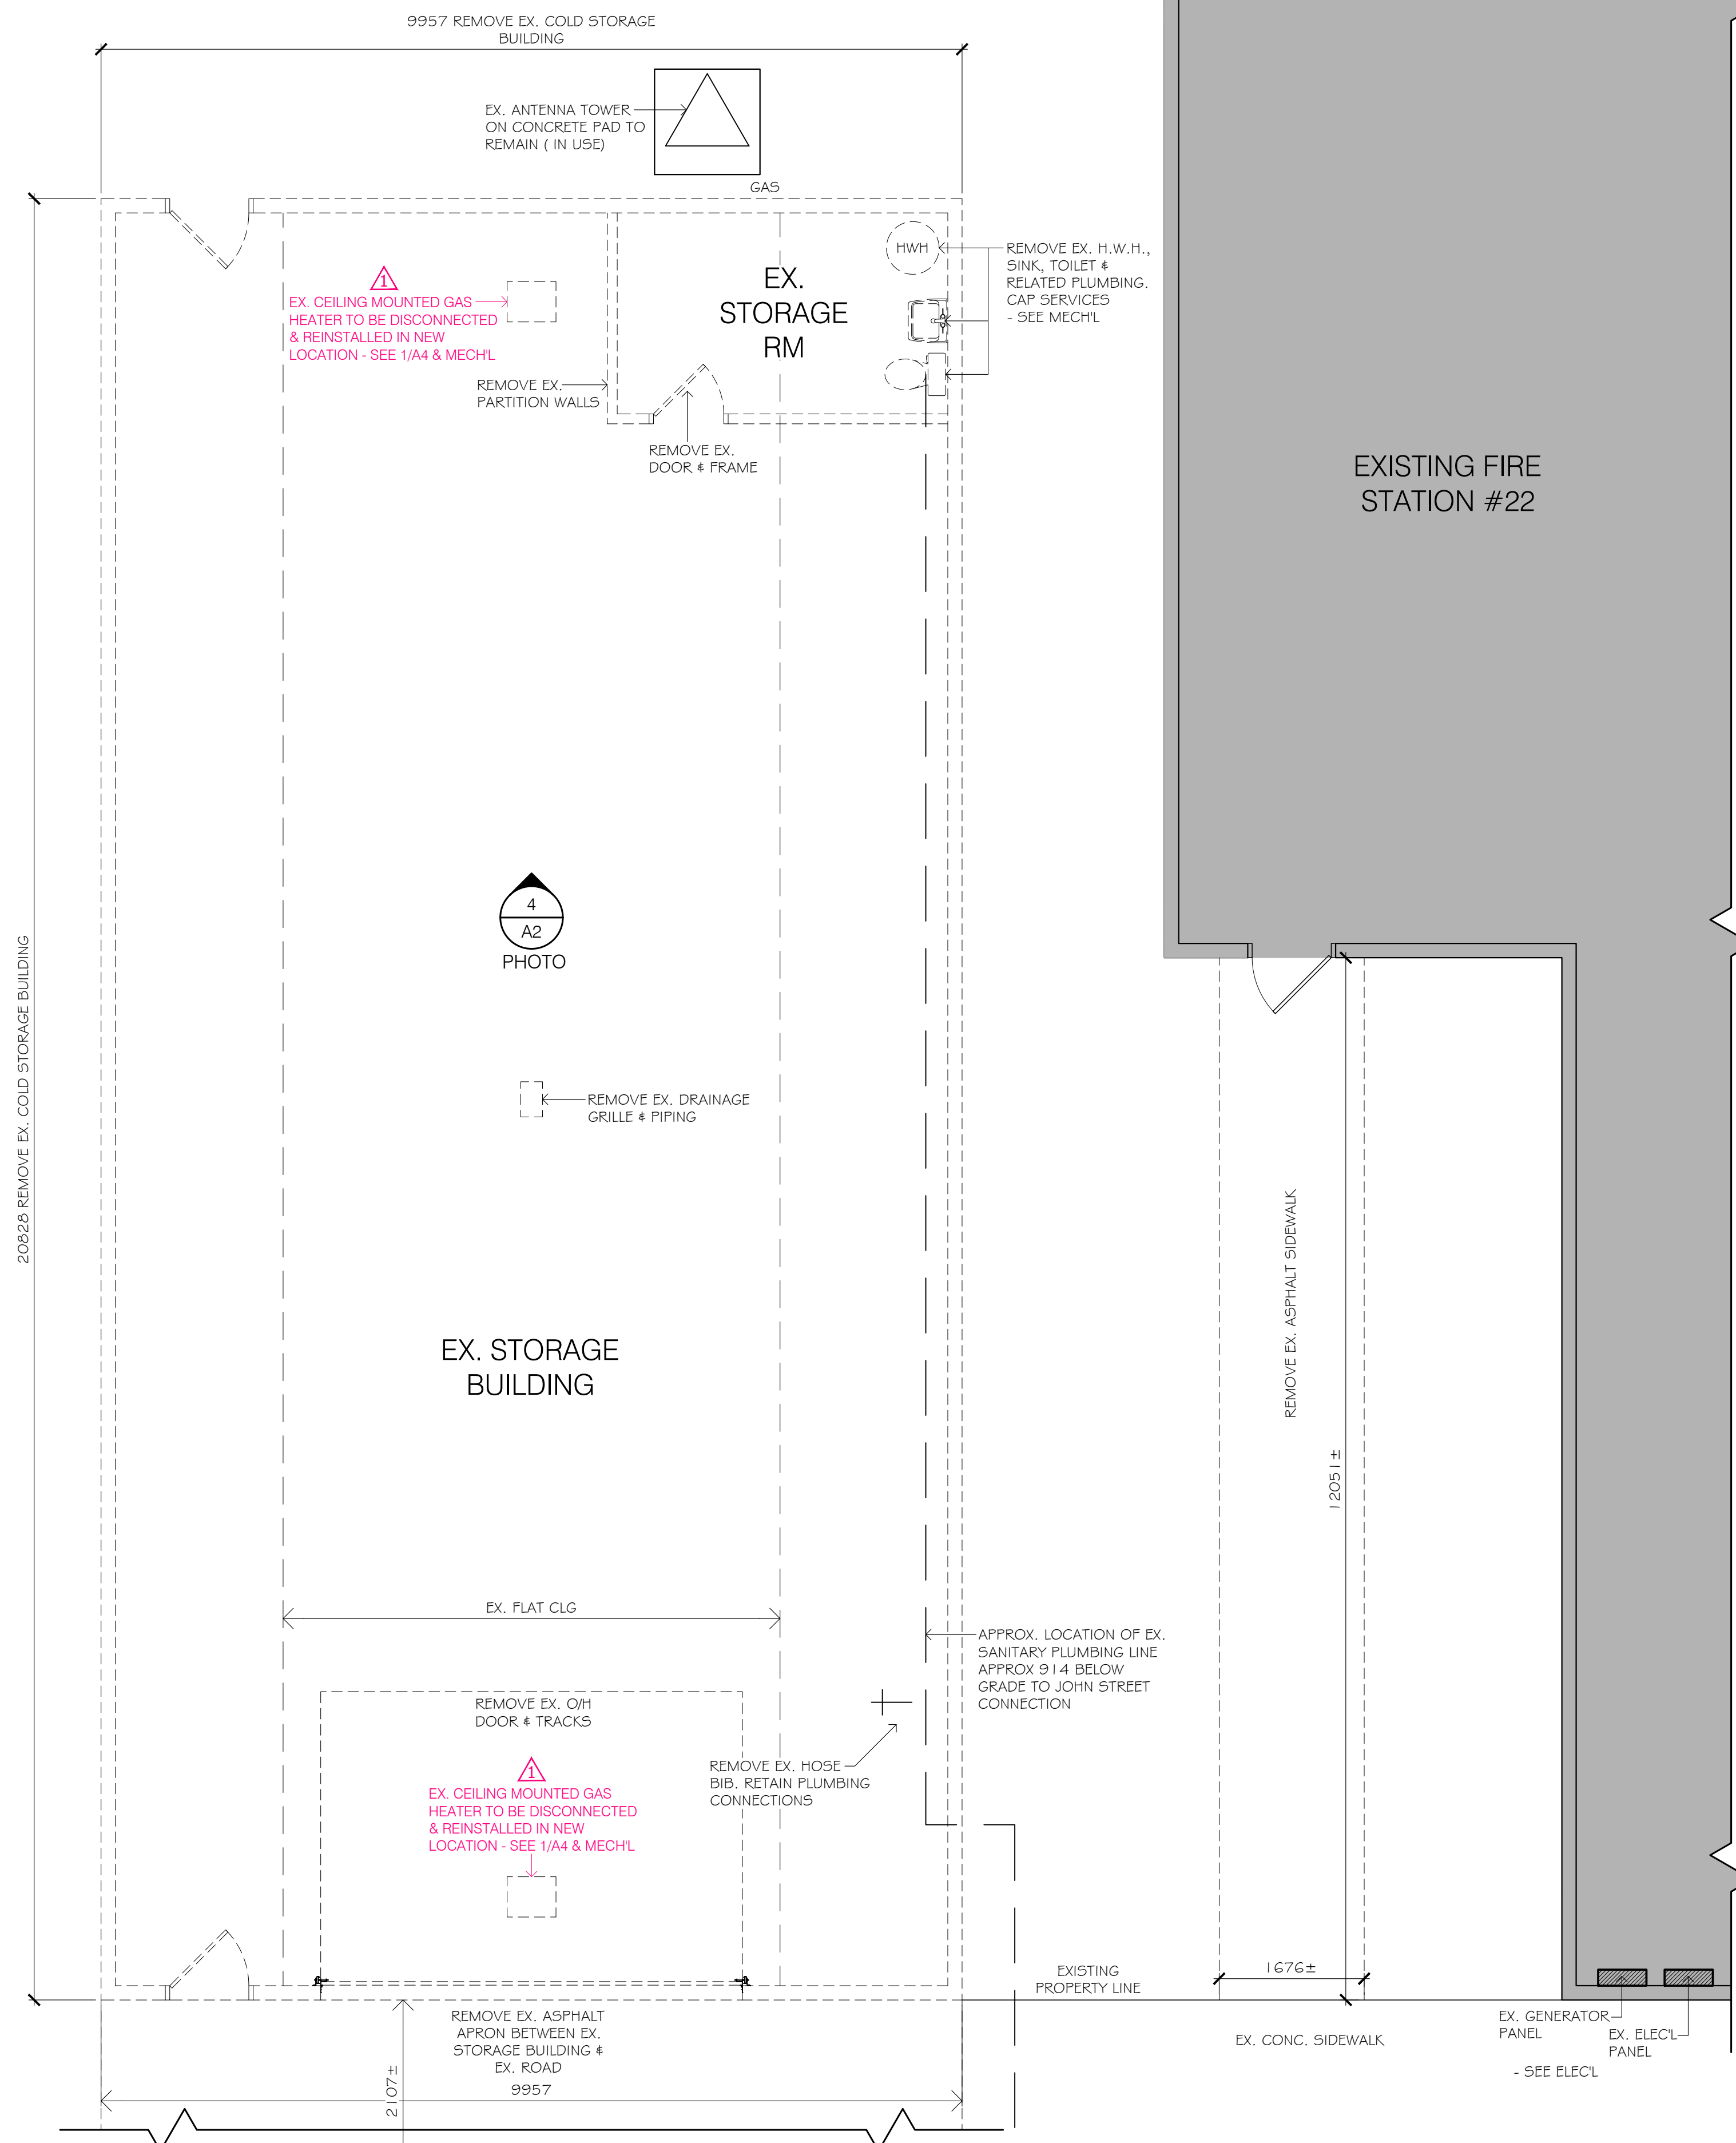 9957 REMOVE EX. COLD STORAGE
BUILDING
EX. ANTENNA TOWER
ON CONCRETE PAD TO
REMAIN ( IN USE)
GAS
HWH
REMOVE EX. H.W.H.,
SINK, TOILET &
RELATED PLUMBING.
CAP SERVICES
- SEE MECH'L
EX.
STORAGE
RM
1
EX. CEILING MOUNTED GAS
HEATER TO BE DISCONNECTED
& REINSTALLED IN NEW
LOCATION - SEE 1/A4 & MECH'L
REMOVE EX.
PARTITION WALLS
REMOVE EX.
DOOR & FRAME
EXISTING FIRE
STATION #22
4
A2
PHOTO
20828 REMOVE EX. COLD STORAGE BUILDING
REMOVE EX. DRAINAGE
GRILLE & PIPING
REMOVE EX. ASPHALT SIDEWALK
12051±
EX. STORAGE
BUILDING
EX. FLAT CLG
APPROX. LOCATION OF EX.
SANITARY PLUMBING LINE
APPROX 914 BELOW
GRADE TO JOHN STREET
CONNECTION
REMOVE EX. O/H
DOOR & TRACKS
REMOVE EX. HOSE
BIB. RETAIN PLUMBING
CONNECTIONS
1
EX. CEILING MOUNTED GAS
HEATER TO BE DISCONNECTED
& REINSTALLED IN NEW
LOCATION - SEE 1/A4 & MECH'L
EXISTING
PROPERTY LINE
1676±
REMOVE EX. ASPHALT
APRON BETWEEN EX.
STORAGE BUILDING &
EX. ROAD
9957
2107±
EX. CONC. SIDEWALK
EX. GENERATOR
PANEL
EX. ELEC'L
PANEL
- SEE ELEC'L